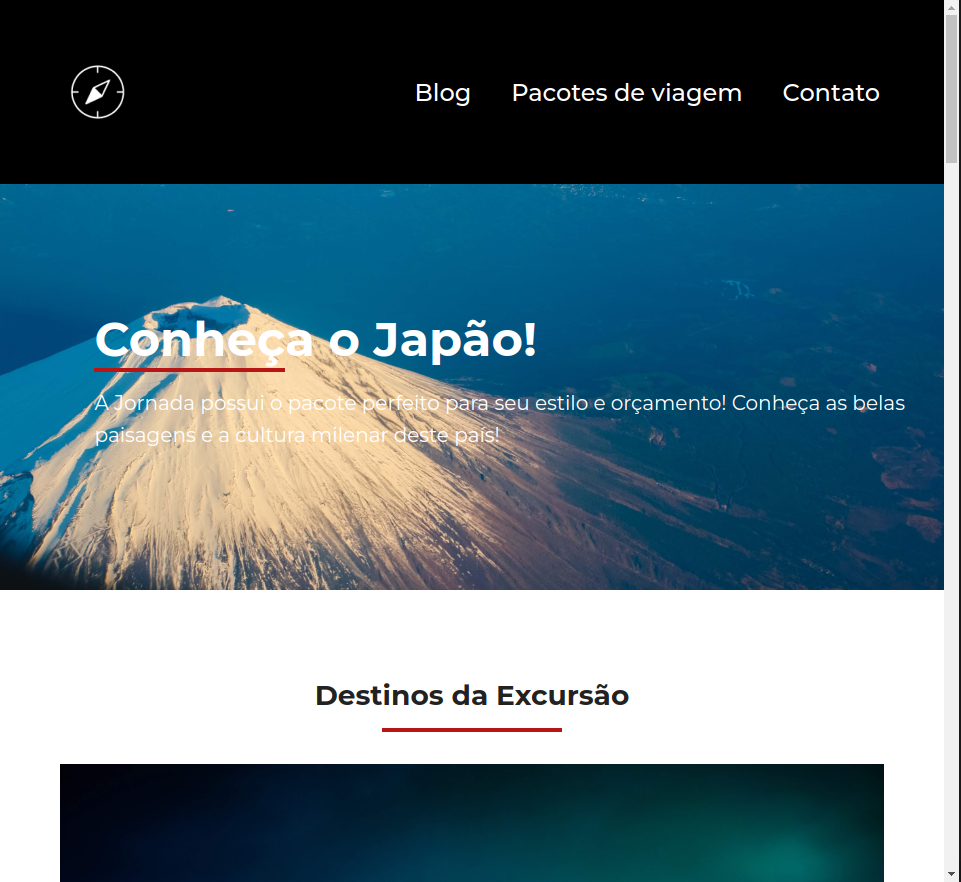 Blog Pacotes de viagem Contato
Conheça o Japão!
A Jornada possui o pacote perfeito para seu estilo e orçamento! Conheça as belas
paisagens e a cultura milenar deste país!
Destinos da Excursão